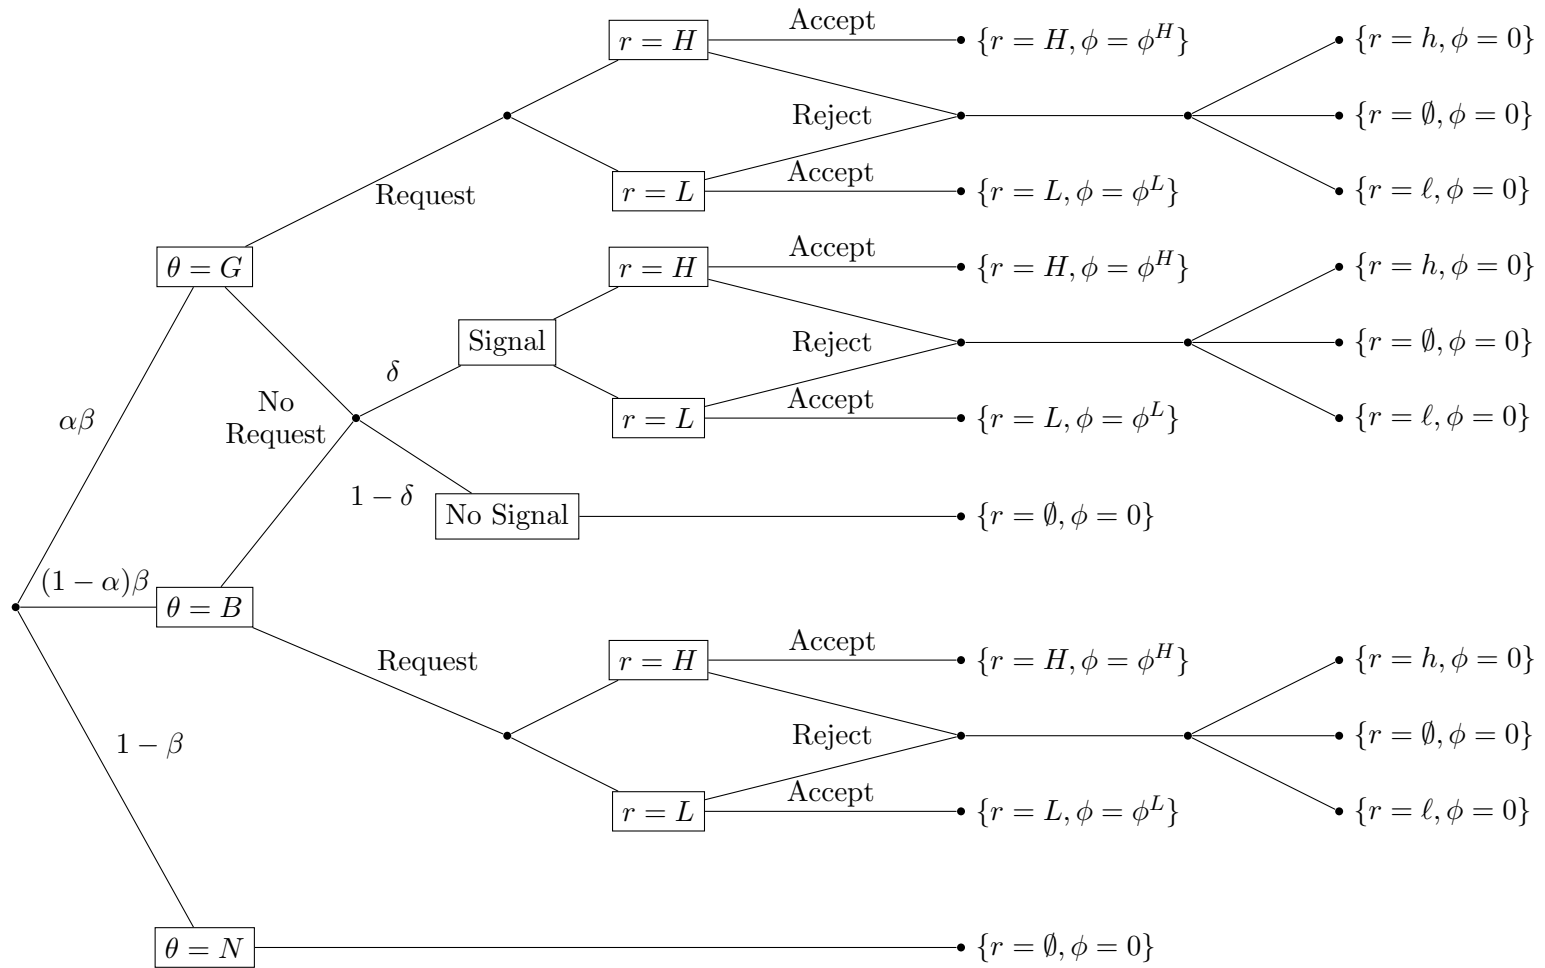 r = H
Accept
{r = H, ϕ = ϕ^H}
{r = h, ϕ = 0}
Reject
{r = ∅, ϕ = 0}
Request
r = L
Accept
{r = L, ϕ = ϕ^L}
{r = ℓ, ϕ = 0}
θ = G
r = H
Accept
{r = H, ϕ = ϕ^H}
{r = h, ϕ = 0}
Signal
Reject
{r = ∅, ϕ = 0}
δ
No
Request
αβ
r = L
Accept
{r = L, ϕ = ϕ^L}
{r = ℓ, ϕ = 0}
1 − δ
No Signal
{r = ∅, ϕ = 0}
(1 − α)β
θ = B
Request
r = H
Accept
{r = H, ϕ = ϕ^H}
{r = h, ϕ = 0}
1 − β
Reject
{r = ∅, ϕ = 0}
r = L
Accept
{r = L, ϕ = ϕ^L}
{r = ℓ, ϕ = 0}
θ = N
{r = ∅, ϕ = 0}